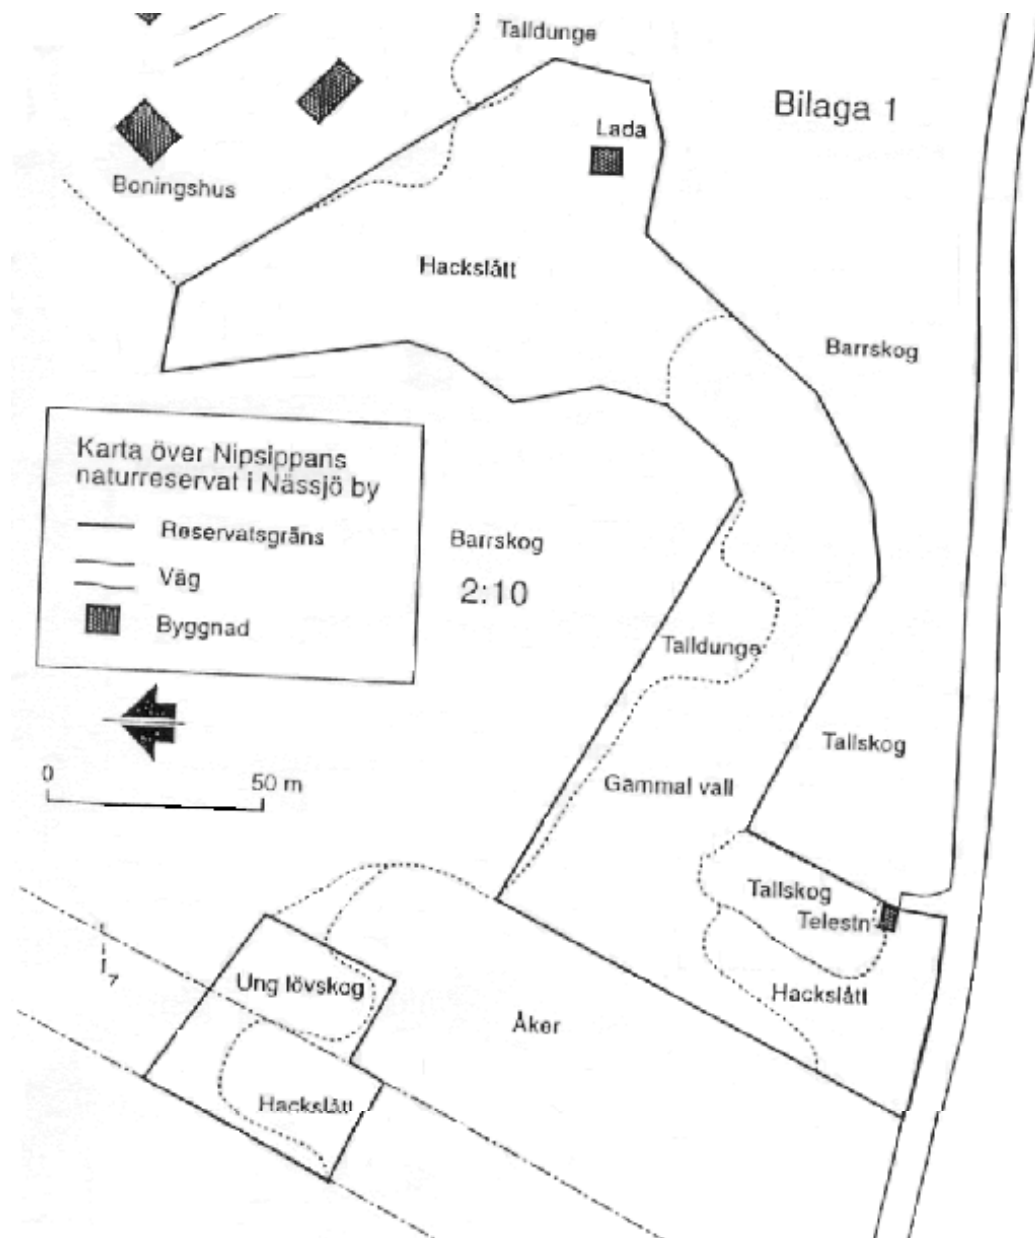 Talldunge
Bilaga 1
Lada
Boningshus
Hackslått
Barrskog
Karta över Nipsippans
naturreservat i Nässjö by
Reservatsgräns
Väg
Byggnad
Barrskog
2:10
Talldunge
Tallskog
0
50 m
Gammal vall
Tallskog
Telestn
Ung lövskog
Hackslått
Åker
Hackslått
7